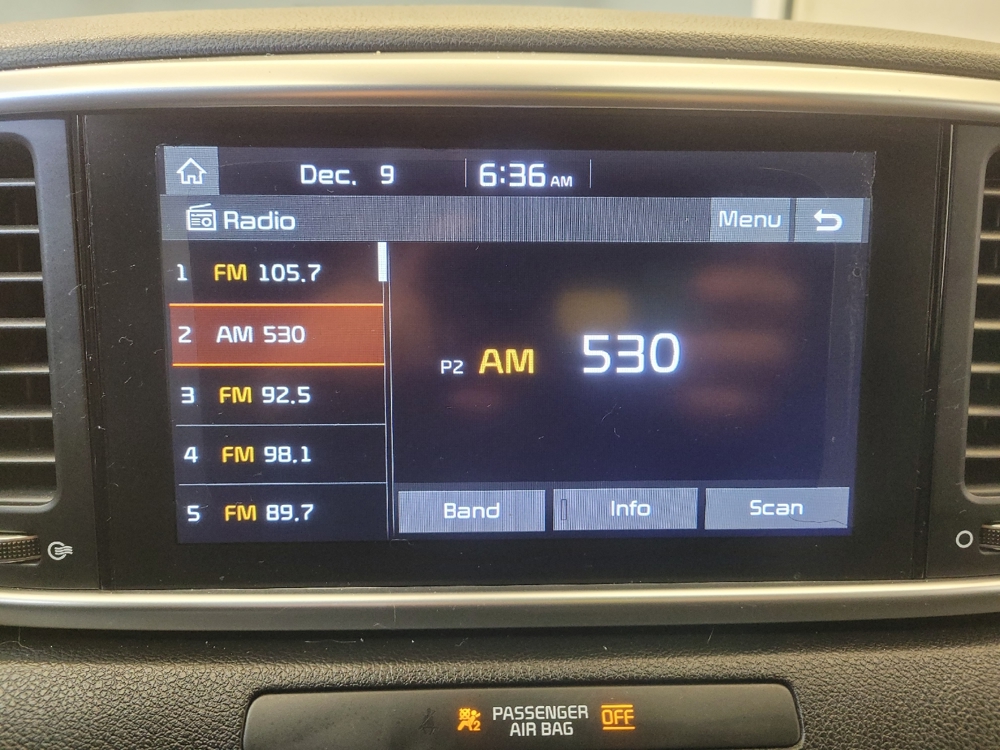 Dec. 9 6:36 AM
Radio Menu
1 FM 105.7
2 AM 530
3 FM 92.5
4 FM 98.1
5 FM 89.7
P2 AM 530
Band Info Scan
PASSENGER
AIR BAG
OFF